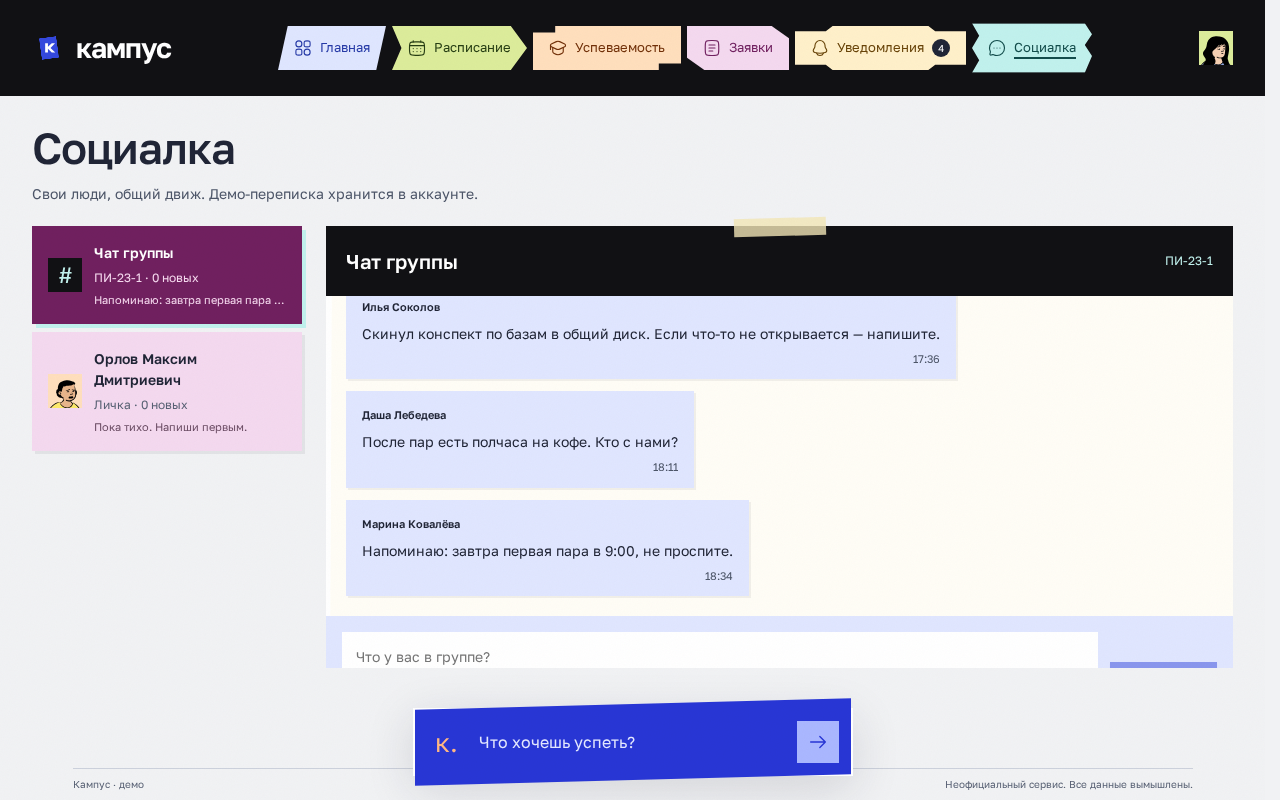 K кампус
Главная
Расписание
Успеваемость
Заявки
Уведомления 4
Социалка
Социалка
Свои люди, общий движ. Демо-переписка хранится в аккаунте.
# Чат группы
ПИ-23-1 · 0 новых
Напоминаю: завтра первая пара …
Орлов Максим
Дмитриевич
Личка · 0 новых
Пока тихо. Напиши первым.
Чат группы
ПИ-23-1
Илья Соколов
Скинул конспект по базам в общий диск. Если что-то не открывается — напишите.
17:36
Даша Лебедева
После пар есть полчаса на кофе. Кто с нами?
18:11
Марина Ковалёва
Напоминаю: завтра первая пара в 9:00, не проспите.
18:34
Что у вас в группе?
К. Что хочешь успеть?
Кампус · демо
Неофициальный сервис. Все данные вымышлены.